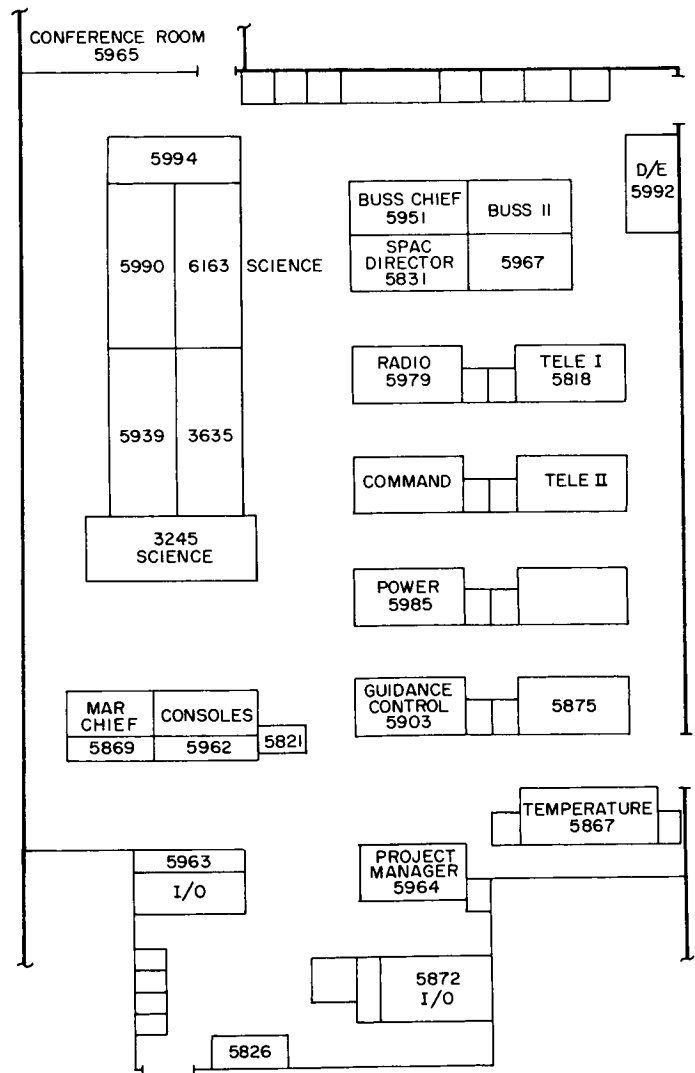 CONFERENCE ROOM
5965
5994
D/E
5992
BUSS CHIEF
5951
BUSS II
5990
6163
SCIENCE
SPAC
DIRECTOR
5831
5967
RADIO
5979
TELE I
5818
5939
3635
COMMAND
TELE II
3245
SCIENCE
POWER
5985
MAR
CHIEF
5869
CONSOLES
5962
5821
GUIDANCE
CONTROL
5903
5875
TEMPERATURE
5867
5963
I/O
PROJECT
MANAGER
5964
5872
I/O
5826